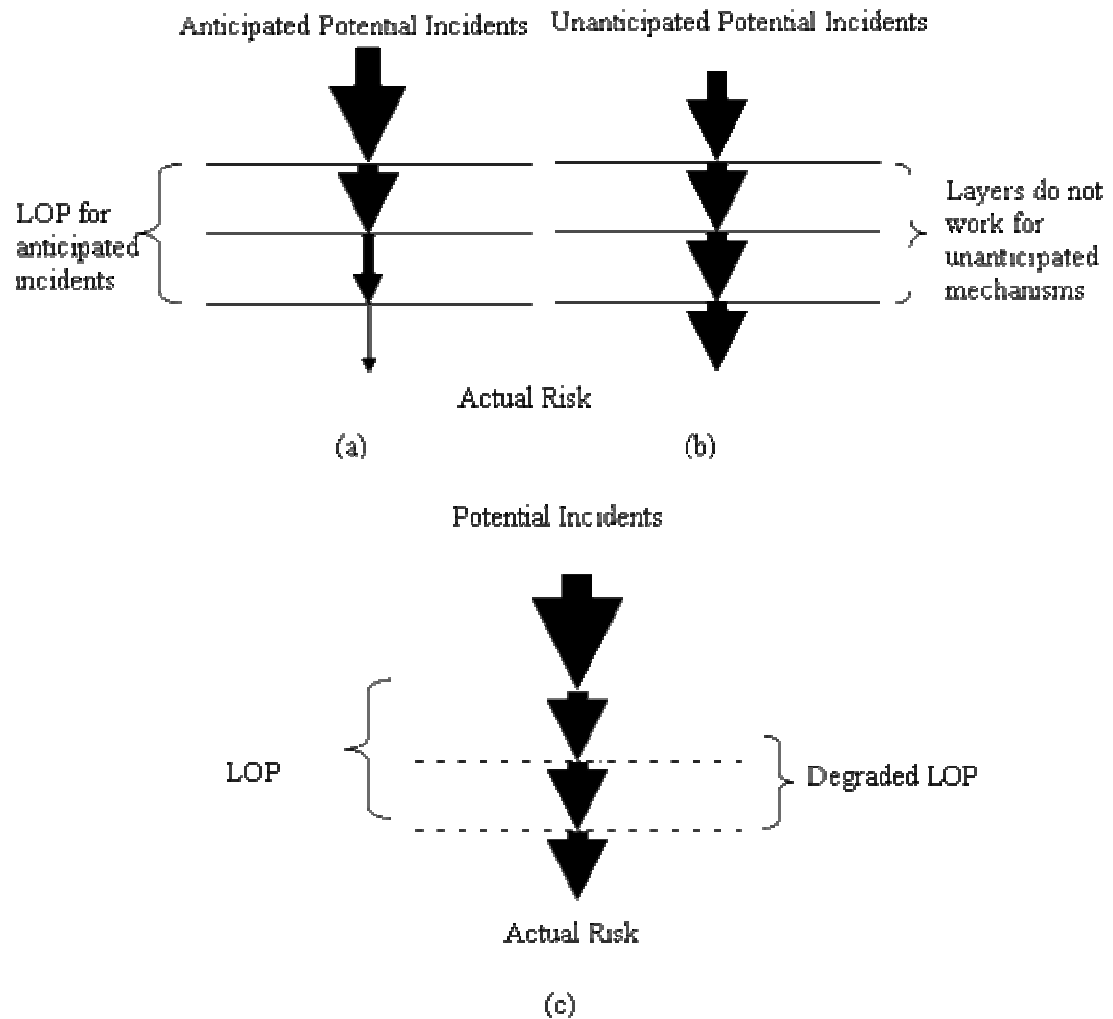 Anticipated Potential Incidents
Unanticipated Potential Incidents
LOP for
anticipated
incidents
Layers do not
work for
unanticipated
mechanisms
Actual Risk
(a)
(b)
Potential Incidents
LOP
Degraded LOP
Actual Risk
(c)